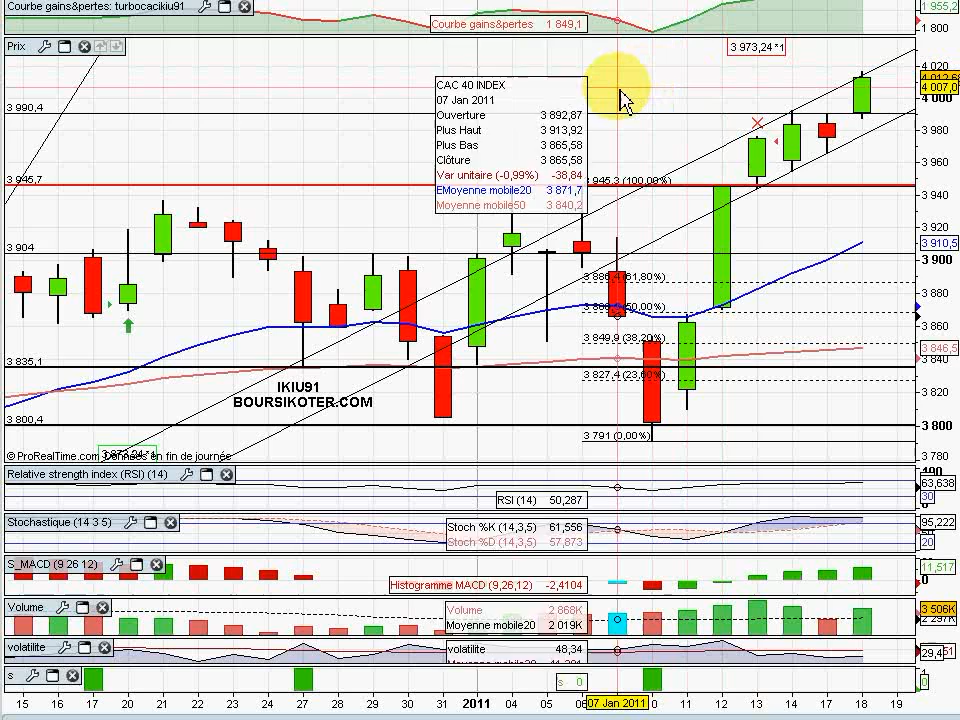 Courbe gains&pertes: turbocacikiu91
1 955,2
Courbe gains&pertes 1 849,1
1 800
Prix
3 973,24*1
4 020
4 007,0
4 000
3 990,4
CAC 40 INDEX
07 Jan 2011
Ouverture 3 892,87
Plus Haut 3 913,92
Plus Bas 3 865,58
Clôture 3 865,58
Var unitaire (-0,99%) -38,84
EMoyenne mobile20 3 871,7
Moyenne mobile50 3 840,2
3 980
3 960
3 945,7
3 945,3 (100,00%)
3 940
3 920
3 910,5
3 904
3 900
3 886,4 (61,80%)
3 880
(50,00%)
3 860
3 849,9 (38,20%)
3 846,5
3 840
3 835,1
3 827,4 (23,60%)
3 820
IKIU91
BOURSIKOTER.COM
3 800,4
3 800
3 791 (0,00%)
3 780
© ProRealTime.com Données en fin de journée
Relative strength index (RSI) (14)
63,638
RSI (14) 50,287
30
Stochastique (14 3 5)
Stoch %K (14,3,5) 61,556
95,222
Stoch %D (14,3,5) 57,873
20
S_MACD (9 26 12)
11,517
Histogramme MACD (9,26,12) -2,4104
0
Volume
Volume 2 868K
3 506K
Moyenne mobile20 2 019K
2 297K
volatilite
volatilite 48,34
s
s 0
1
0
15 16 17 20 21 22 23 24 27 28 29 30 31 2011 04 05 06 07 Jan 2011 10 11 12 13 14 17 18 19